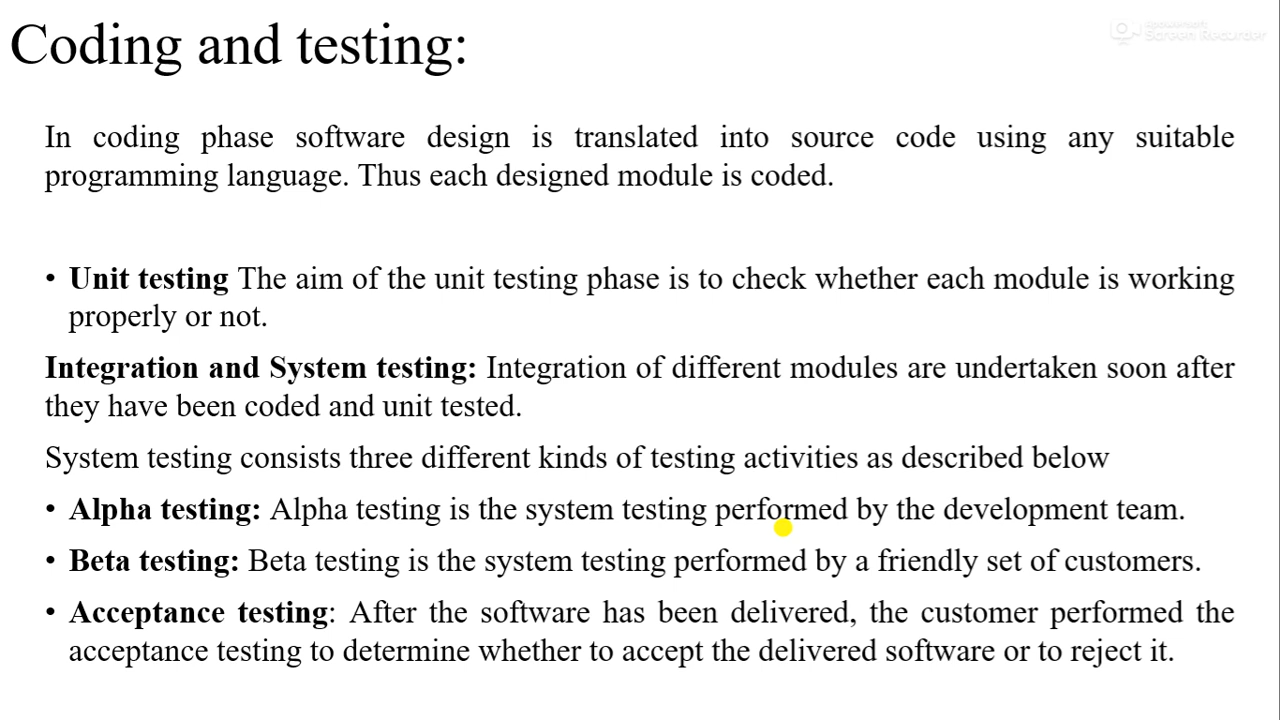 Coding and testing:
Screen Recorder
In coding phase software design is translated into source code using any suitable
programming language. Thus each designed module is coded.
• Unit testing The aim of the unit testing phase is to check whether each module is working
properly or not.
Integration and System testing: Integration of different modules are undertaken soon after
they have been coded and unit tested.
System testing consists three different kinds of testing activities as described below
• Alpha testing: Alpha testing is the system testing performed by the development team.
• Beta testing: Beta testing is the system testing performed by a friendly set of customers.
• Acceptance testing: After the software has been delivered, the customer performed the
acceptance testing to determine whether to accept the delivered software or to reject it.